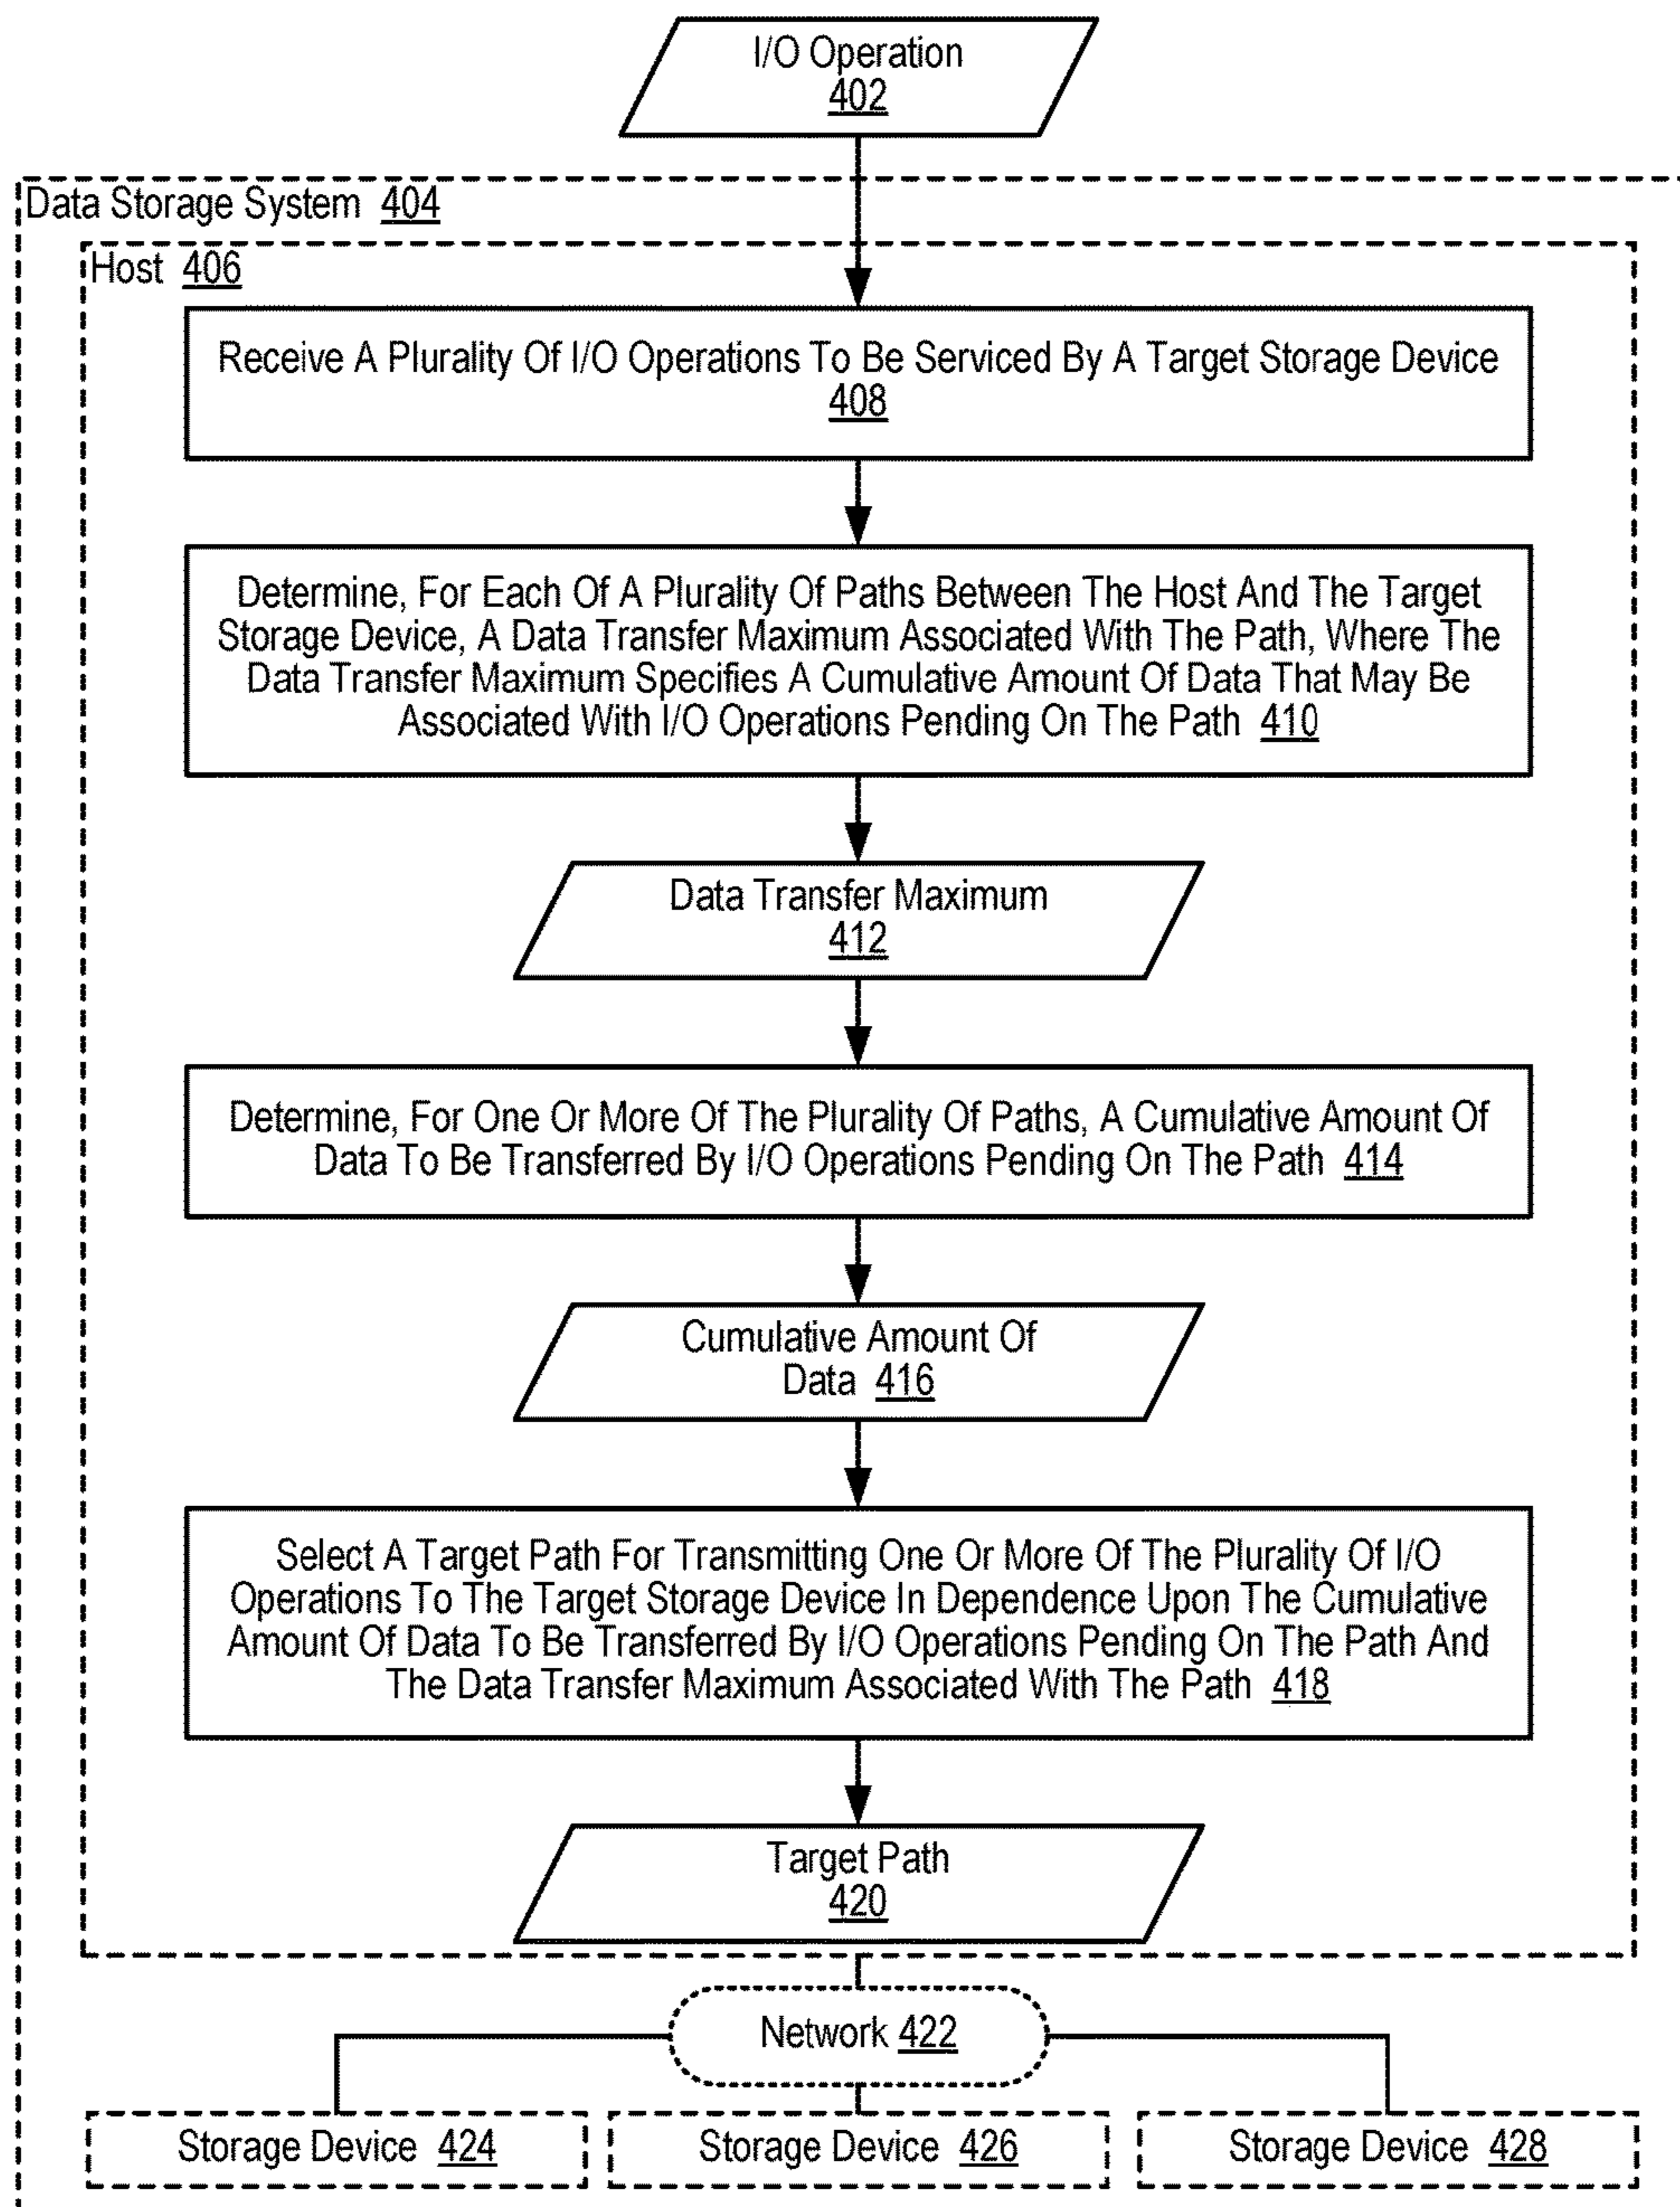 I/O Operation
402
Data Storage System 404
Host 406
Receive A Plurality Of I/O Operations To Be Serviced By A Target Storage Device
408
Determine, For Each Of A Plurality Of Paths Between The Host And The Target
Storage Device, A Data Transfer Maximum Associated With The Path, Where The
Data Transfer Maximum Specifies A Cumulative Amount Of Data That May Be
Associated With I/O Operations Pending On The Path 410
Data Transfer Maximum
412
Determine, For One Or More Of The Plurality Of Paths, A Cumulative Amount Of
Data To Be Transferred By I/O Operations Pending On The Path 414
Cumulative Amount Of
Data 416
Select A Target Path For Transmitting One Or More Of The Plurality Of I/O
Operations To The Target Storage Device In Dependence Upon The Cumulative
Amount Of Data To Be Transferred By I/O Operations Pending On The Path And
The Data Transfer Maximum Associated With The Path 418
Target Path
420
Network 422
Storage Device 424
Storage Device 426
Storage Device 428